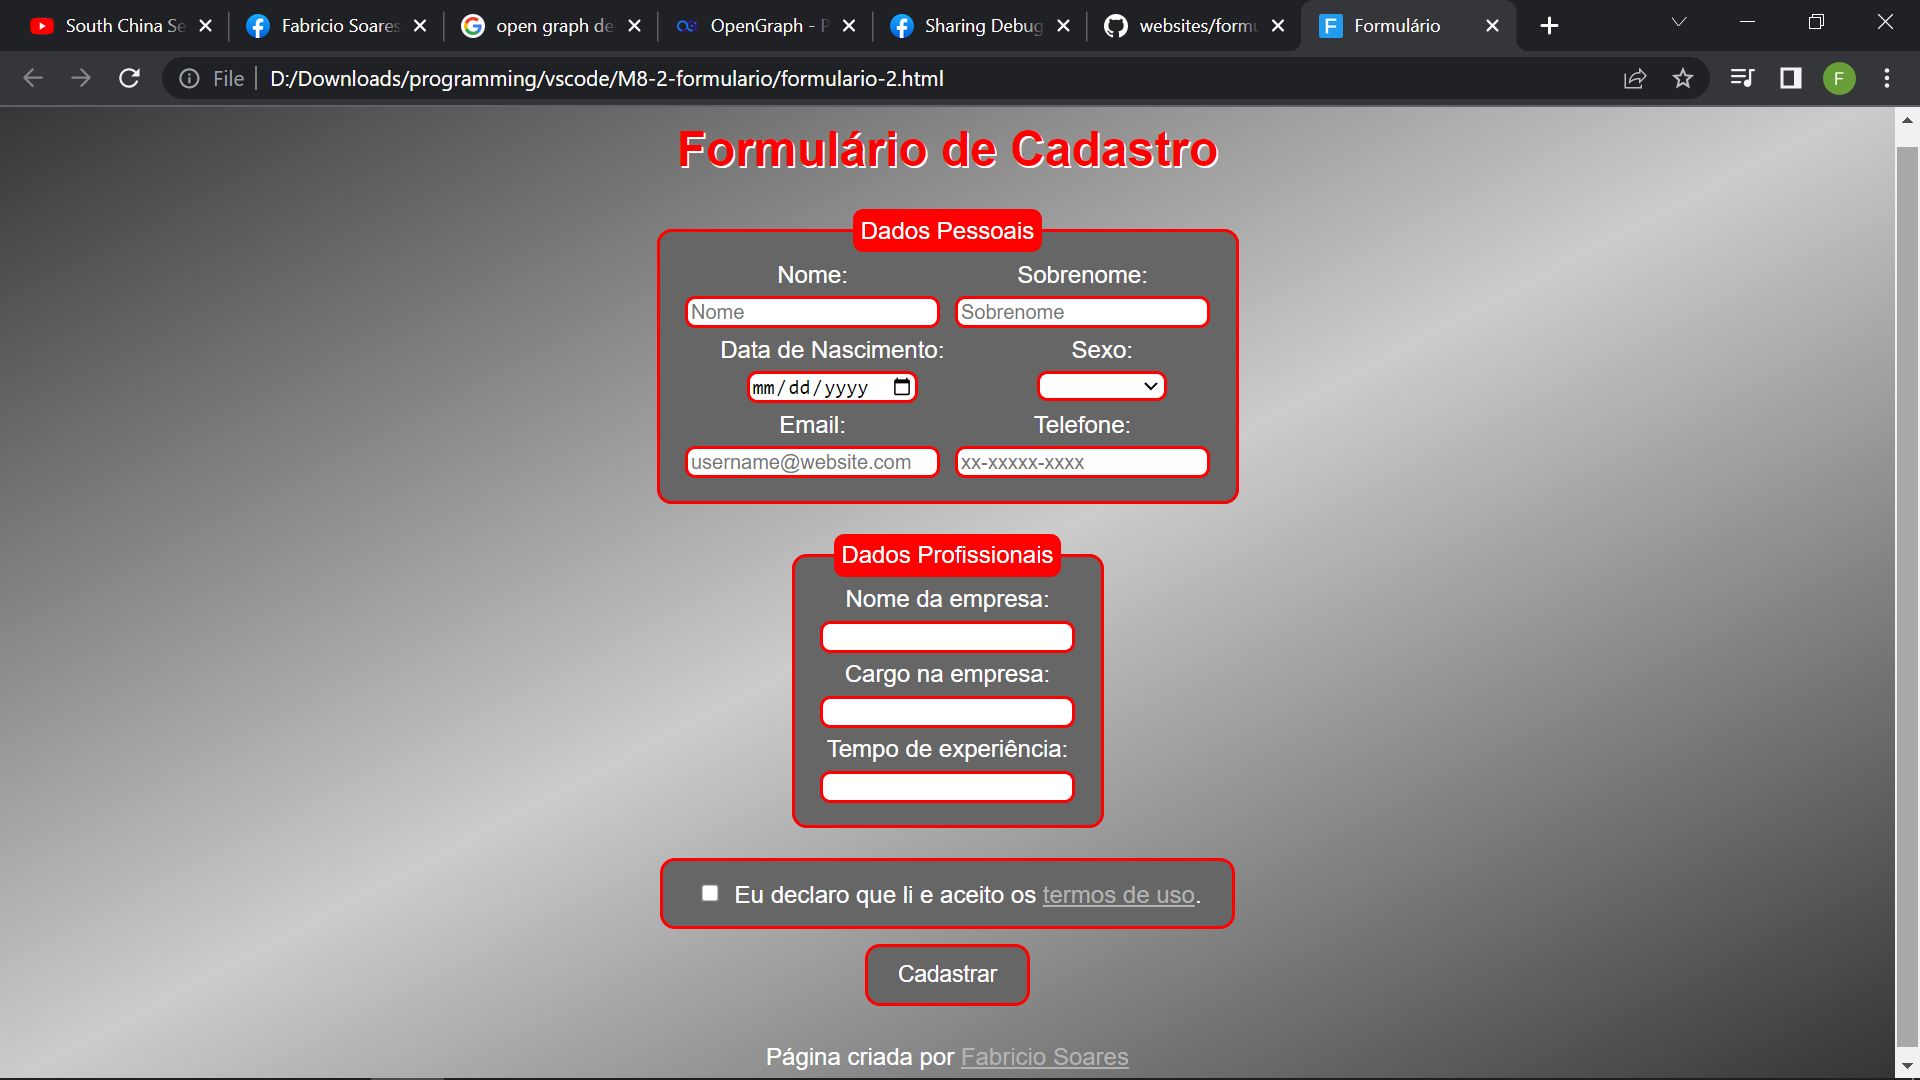 South China Se
Fabricio Soares
open graph de
OpenGraph - P
Sharing Debug
websites/formu
Formulário
File
D:/Downloads/programming/vscode/M8-2-formulario/formulario-2.html
F
Formulário de Cadastro
Dados Pessoais
Nome: Sobrenome:
Nome Sobrenome
Data de Nascimento: Sexo:
mm/dd/yyyy
Email: Telefone:
username@website.com xx-xxxxx-xxxx
Dados Profissionais
Nome da empresa:
Cargo na empresa:
Tempo de experiência:
Eu declaro que li e aceito os termos de uso.
Cadastrar
Página criada por Fabricio Soares